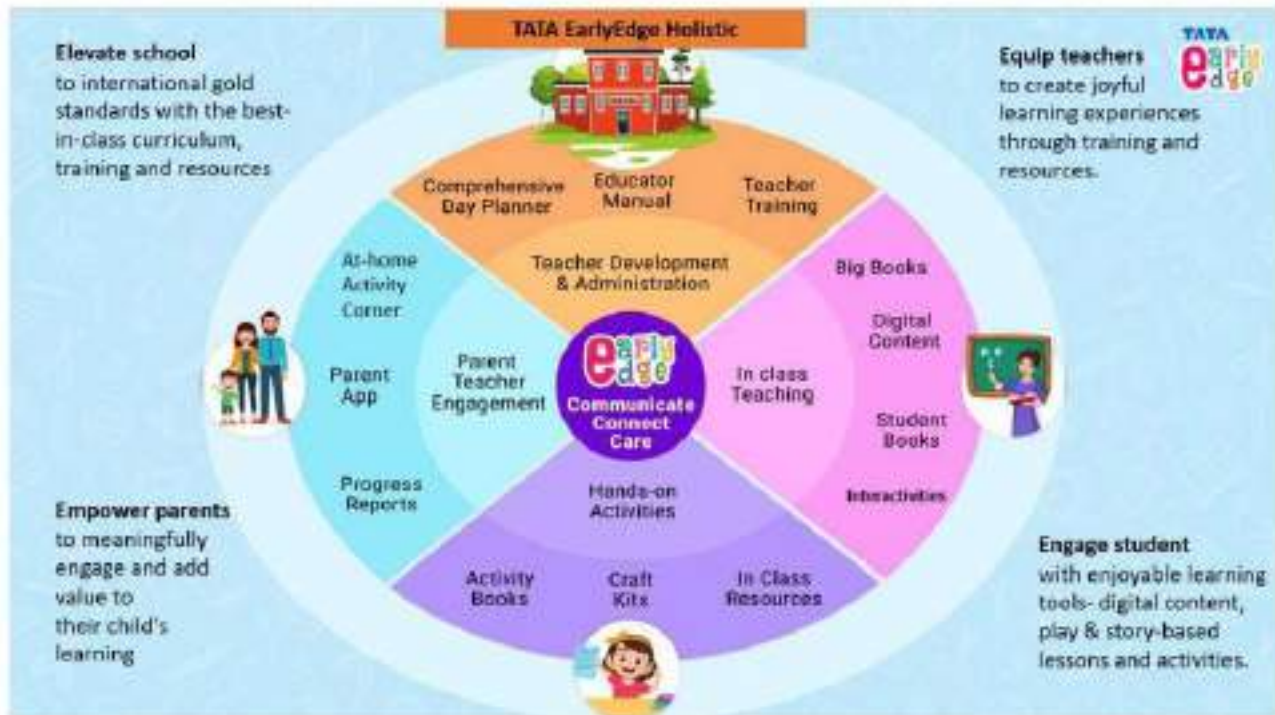 TATA EarlyEdge Holistic
Elevate school
to international gold
standards with the best-
in-class curriculum,
training and resources
TATA
early
edge
Equip teachers
to create joyful
learning experiences
through training and
resources.
Comprehensive
Day Planner
Educator
Manual
Teacher
Training
Teacher Development
& Administration
At-home
Activity
Corner
Parent
App
Progress
Reports
Parent
Teacher
Engagement
early
edge
Communicate
Connect
Care
In class
Teaching
Big Books
Digital
Content
Student
Books
Interactivities
Hands-on
Activities
Activity
Books
Craft
Kits
In Class
Resources
Empower parents
to meaningfully
engage and add
value to
their child's
learning
Engage student
with enjoyable learning
tools- digital content,
play & story-based
lessons and activities.